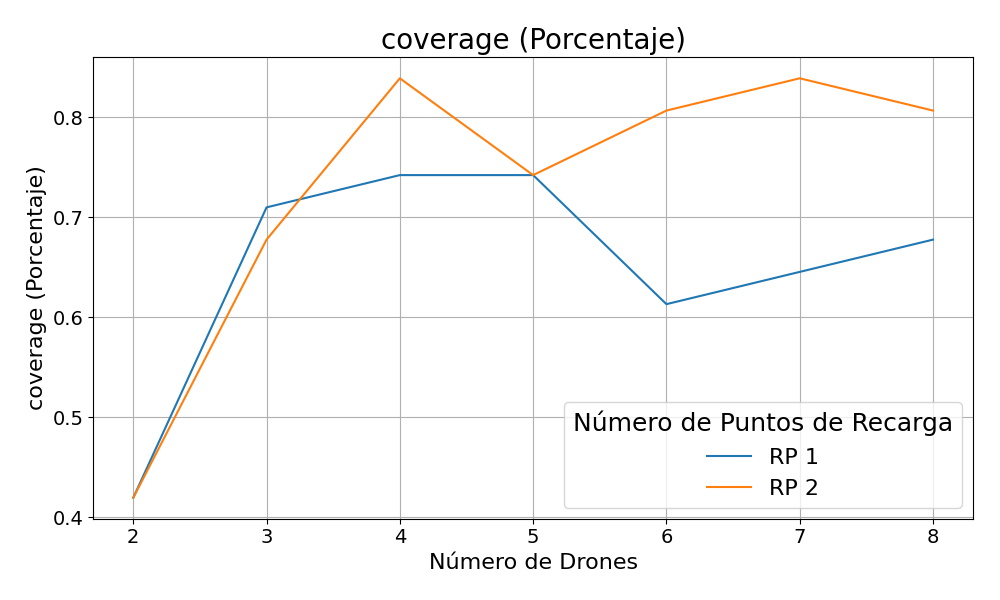 coverage (Porcentaje)
coverage (Porcentaje)
0.8
0.7
0.6
0.5
0.4
2 3 4 5 6 7 8
Número de Drones
Número de Puntos de Recarga
RP 1
RP 2